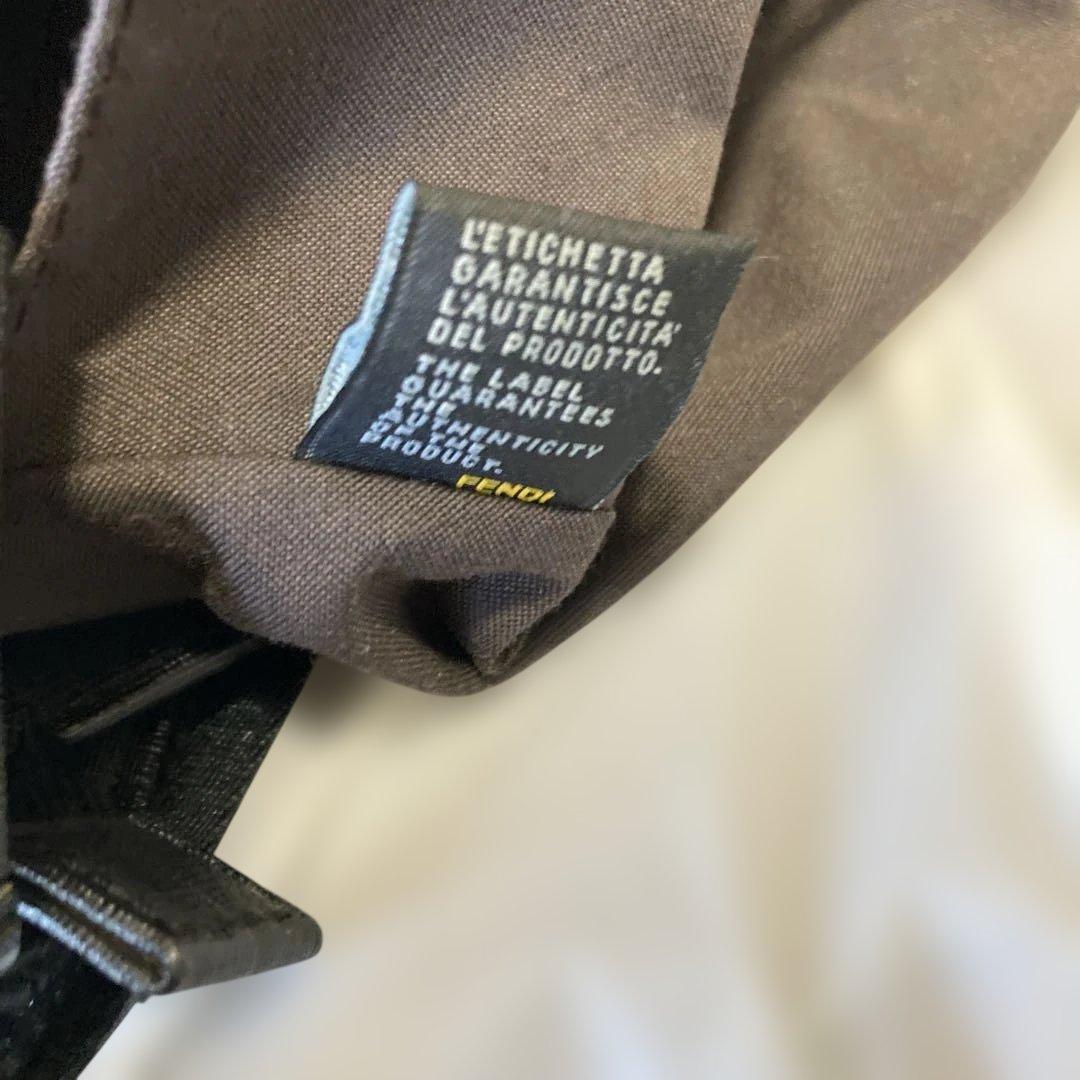 L'ETICHETTA
GARANTISCE
L'AUTENTICITA'
DEL PRODOTTO.
THE LABEL
GUARANTEES
THE
AUTHENTICITY
OF THE
PRODUCT.
FENDI